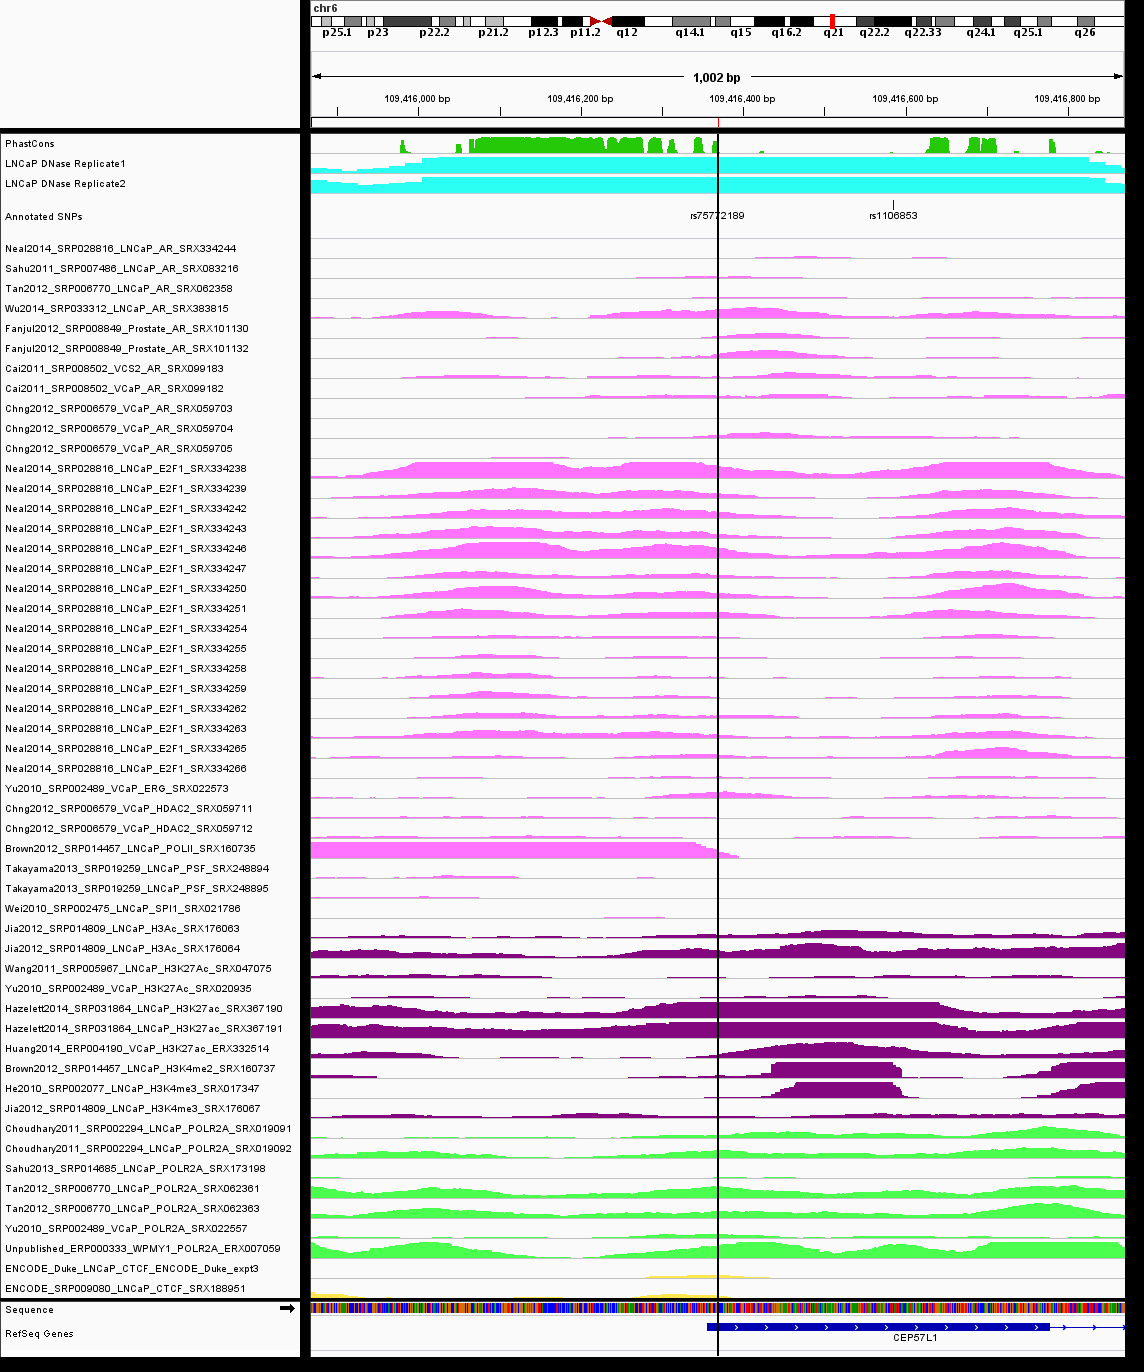 chr6
p25.1 p23 p22.2 p21.2 p12.3 p11.2 q12 q14.1 q15 q16.2 q21 q22.2 q22.33 q24.1 q25.1 q26
1,002 bp
109,416,000 bp 109,416,200 bp 109,416,400 bp 109,416,600 bp 109,416,800 bp
PhastCons
LNCaP DNase Replicate1
LNCaP DNase Replicate2
Annotated SNPs
rs75772189 rs1106853
Neal2014_SRP028816_LNCaP_AR_SRX334244
Sahu2011_SRP007486_LNCaP_AR_SRX083216
Tan2012_SRP006770_LNCaP_AR_SRX062358
Wu2014_SRP033312_LNCaP_AR_SRX383815
Fanjul2012_SRP008849_Prostate_AR_SRX101130
Fanjul2012_SRP008849_Prostate_AR_SRX101132
Cai2011_SRP008502_VCS2_AR_SRX099183
Cai2011_SRP008502_VCaP_AR_SRX099182
Chng2012_SRP006579_VCaP_AR_SRX059703
Chng2012_SRP006579_VCaP_AR_SRX059704
Chng2012_SRP006579_VCaP_AR_SRX059705
Neal2014_SRP028816_LNCaP_E2F1_SRX334238
Neal2014_SRP028816_LNCaP_E2F1_SRX334239
Neal2014_SRP028816_LNCaP_E2F1_SRX334242
Neal2014_SRP028816_LNCaP_E2F1_SRX334243
Neal2014_SRP028816_LNCaP_E2F1_SRX334246
Neal2014_SRP028816_LNCaP_E2F1_SRX334247
Neal2014_SRP028816_LNCaP_E2F1_SRX334250
Neal2014_SRP028816_LNCaP_E2F1_SRX334251
Neal2014_SRP028816_LNCaP_E2F1_SRX334254
Neal2014_SRP028816_LNCaP_E2F1_SRX334255
Neal2014_SRP028816_LNCaP_E2F1_SRX334258
Neal2014_SRP028816_LNCaP_E2F1_SRX334259
Neal2014_SRP028816_LNCaP_E2F1_SRX334262
Neal2014_SRP028816_LNCaP_E2F1_SRX334263
Neal2014_SRP028816_LNCaP_E2F1_SRX334265
Neal2014_SRP028816_LNCaP_E2F1_SRX334266
Yu2010_SRP002489_VCaP_ERG_SRX022573
Chng2012_SRP006579_VCaP_HDAC2_SRX059711
Chng2012_SRP006579_VCaP_HDAC2_SRX059712
Brown2012_SRP014457_LNCaP_POLII_SRX160735
Takayama2013_SRP019259_LNCaP_PSF_SRX248894
Takayama2013_SRP019259_LNCaP_PSF_SRX248895
Wei2010_SRP002475_LNCaP_SPI1_SRX021786
Jia2012_SRP014809_LNCaP_H3Ac_SRX176063
Jia2012_SRP014809_LNCaP_H3Ac_SRX176064
Wang2011_SRP005967_LNCaP_H3K27Ac_SRX047075
Yu2010_SRP002489_VCaP_H3K27Ac_SRX020935
Hazelett2014_SRP031864_LNCaP_H3K27ac_SRX367190
Hazelett2014_SRP031864_LNCaP_H3K27ac_SRX367191
Huang2014_ERP004190_VCaP_H3K27ac_ERX332514
Brown2012_SRP014457_LNCaP_H3K4me2_SRX160737
He2010_SRP002077_LNCaP_H3K4me3_SRX017347
Jia2012_SRP014809_LNCaP_H3K4me3_SRX176067
Choudhary2011_SRP002294_LNCaP_POLR2A_SRX019091
Choudhary2011_SRP002294_LNCaP_POLR2A_SRX019092
Sahu2013_SRP014685_LNCaP_POLR2A_SRX173198
Tan2012_SRP006770_LNCaP_POLR2A_SRX062361
Tan2012_SRP006770_LNCaP_POLR2A_SRX062363
Yu2010_SRP002489_VCaP_POLR2A_SRX022557
Unpublished_ERP000333_WPMY1_POLR2A_ERX007059
ENCODE_Duke_LNCaP_CTCF_ENCODE_Duke_expt3
ENCODE_SRP009080_LNCaP_CTCF_SRX188951
Sequence
RefSeq Genes
CEP57L1